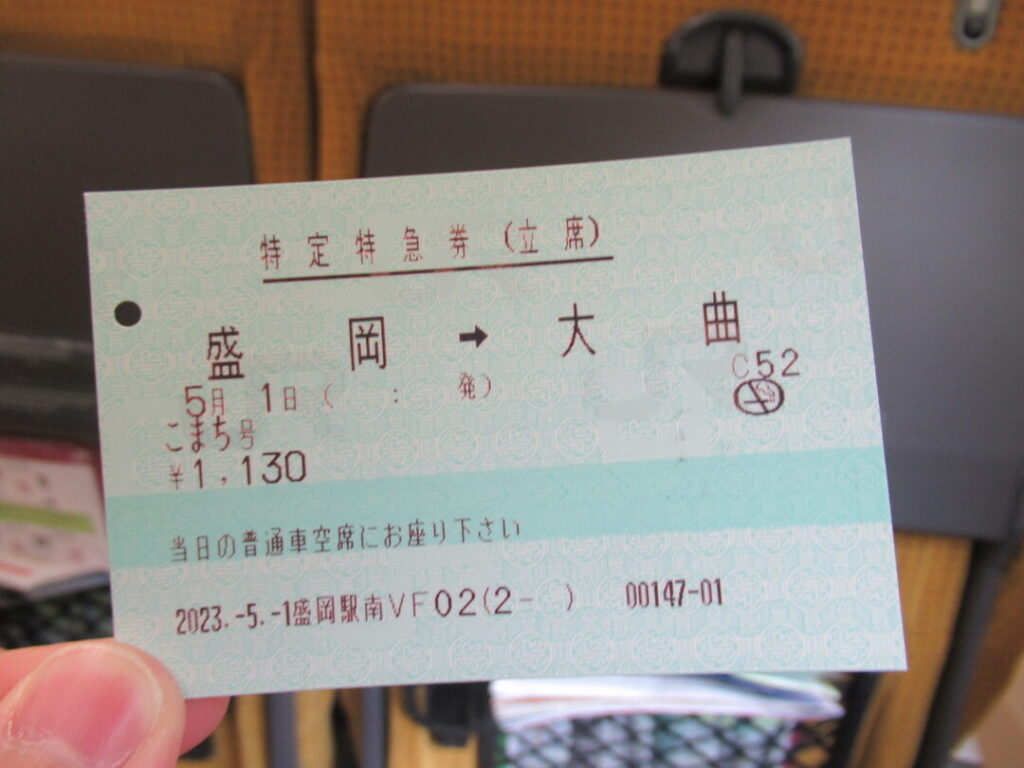 特定特急券（立席）
盛岡➡大曲
C52
5月 1日（ : 発）
こまち号
¥1,130
当日の普通車空席にお座り下さい
2023.-5.-1盛岡駅南VF02(2- ) 00147-01